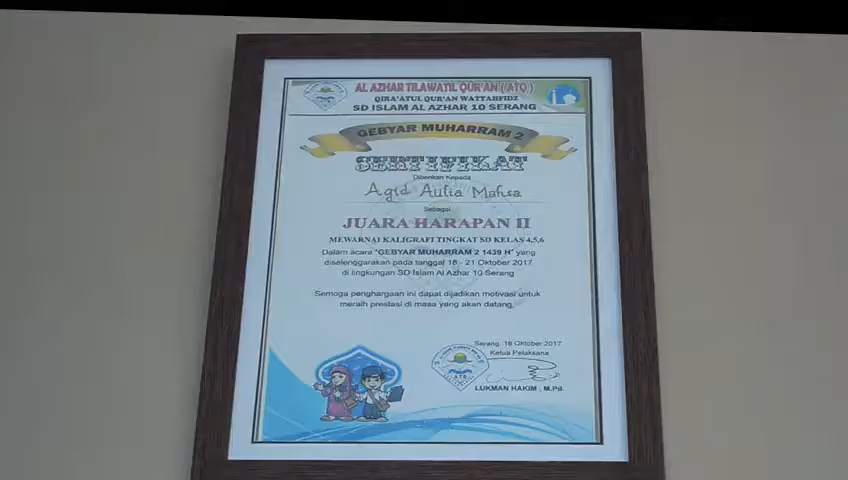 AL AZHAR TILAWATIL QUR'AN ( ATQ )
QIRA'ATUL QUR'AN WATTAHFIDZ
SD ISLAM AL AZHAR 10 SERANG
GEBYAR MUHARRAM 2
SERTIFIKAT
Diberikan Kepada
Agid Aulia Mahsa
Sebagai
JUARA HARAPAN II
MEWARNAI KALIGRAFI TINGKAT SD KELAS 4,5,6
Dalam acara "GEBYAR MUHARRAM 2 1439 H" yang
diselenggarakan pada tanggal 18 - 21 Oktober 2017
di lingkungan SD Islam Al Azhar 10 Serang
Semoga penghargaan ini dapat dijadikan motivasi untuk
meraih prestasi di masa yang akan datang,
Serang, 18 Oktober 2017
Ketua Pelaksana
ATQ
LUKMAN HAKIM , M.Pd.